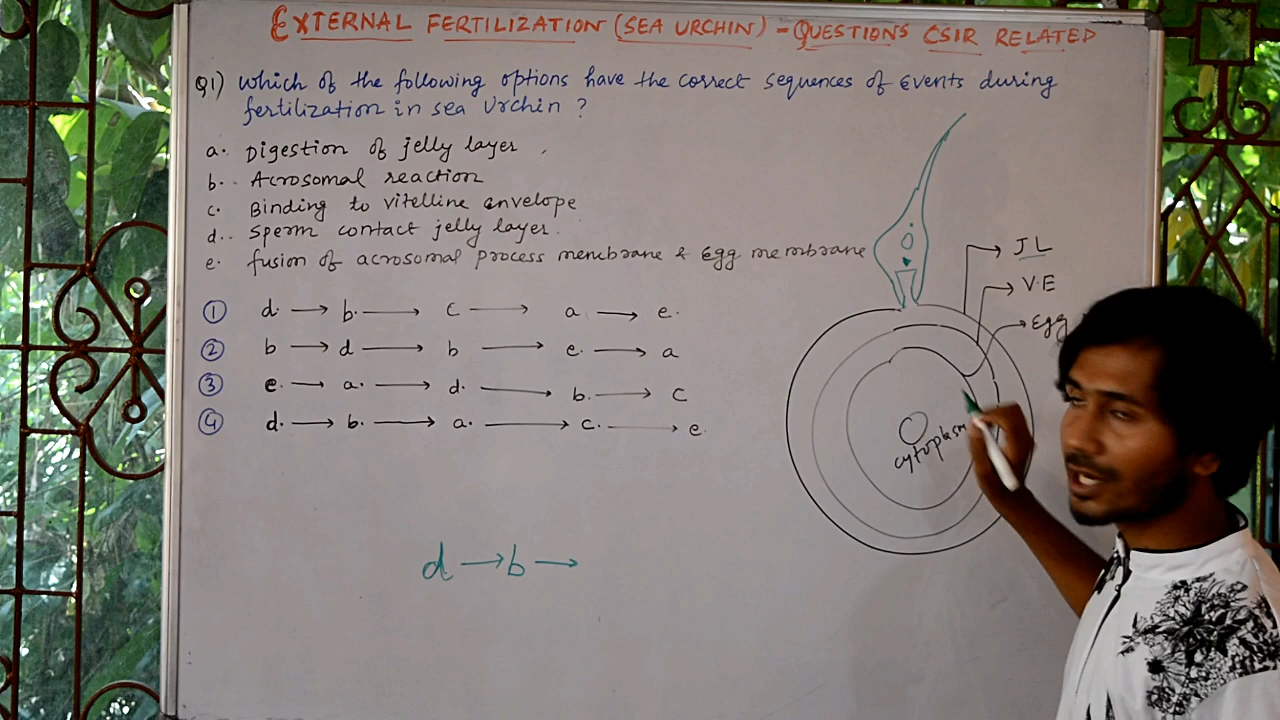 EXTERNAL FERTILIZATION (SEA URCHIN) - QUESTIONS CSIR RELATED
Q1) Which of the following options have the correct sequences of events during
fertilization in sea urchin ?
a. Digestion of jelly layer
b. Acrosomal reaction
c. Binding to vitelline envelope
d. Sperm contact jelly layer.
e. fusion of acrosomal process membrane & Egg membrane
① d. → b. → c → a → e.
② b → d → b → e. → a
③ e. → a. → d. → b. → c
④ d. → b. → a. → c. → e.
d → b →
JL
V.E
Egg
cytoplasm